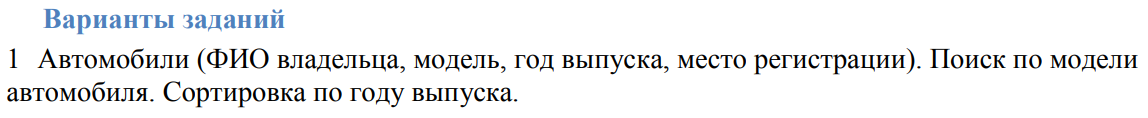 Варианты заданий
1 Автомобили (ФИО владельца, модель, год выпуска, место регистрации). Поиск по модели
автомобиля. Сортировка по году выпуска.